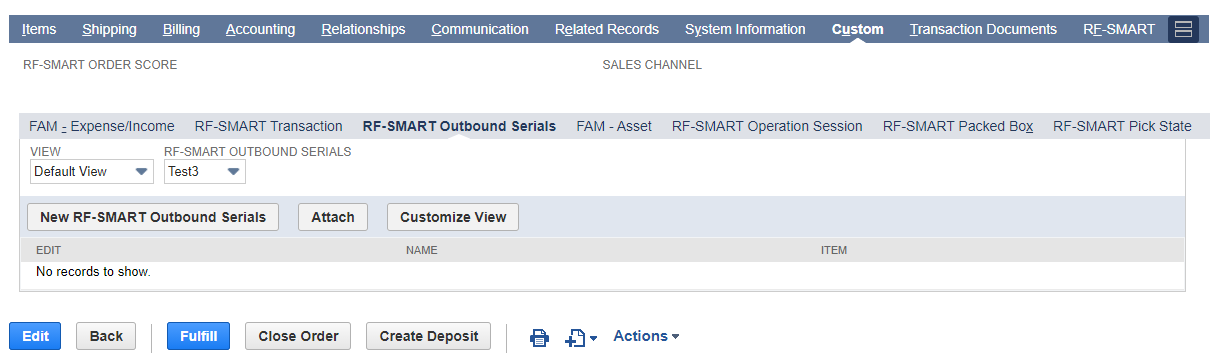 Items Shipping Billing Accounting Relationships Communication Related Records System Information Custom Transaction Documents RF-SMART
RF-SMART ORDER SCORE SALES CHANNEL
FAM - Expense/Income RF-SMART Transaction RF-SMART Outbound Serials FAM - Asset RF-SMART Operation Session RF-SMART Packed Box RF-SMART Pick State
VIEW RF-SMART OUTBOUND SERIALS
Default View Test3
New RF-SMART Outbound Serials Attach Customize View
EDIT NAME ITEM
No records to show.
Edit Back Fulfill Close Order Create Deposit Actions